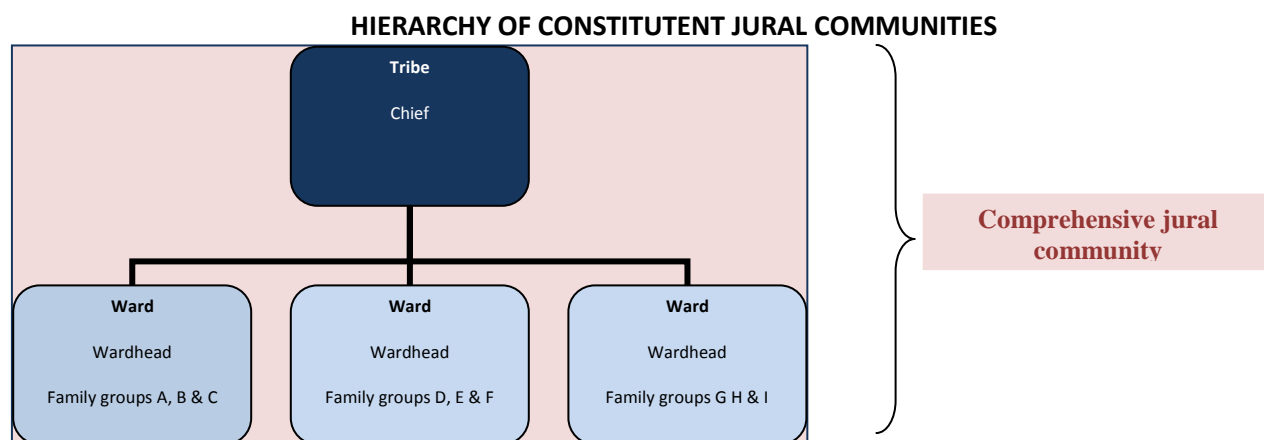 HIERARCHY OF CONSTITUTENT JURAL COMMUNITIES
Tribe
Chief
Comprehensive jural
community
Ward
Wardhead
Family groups A, B & C
Ward
Wardhead
Family groups D, E & F
Ward
Wardhead
Family groups G H & I